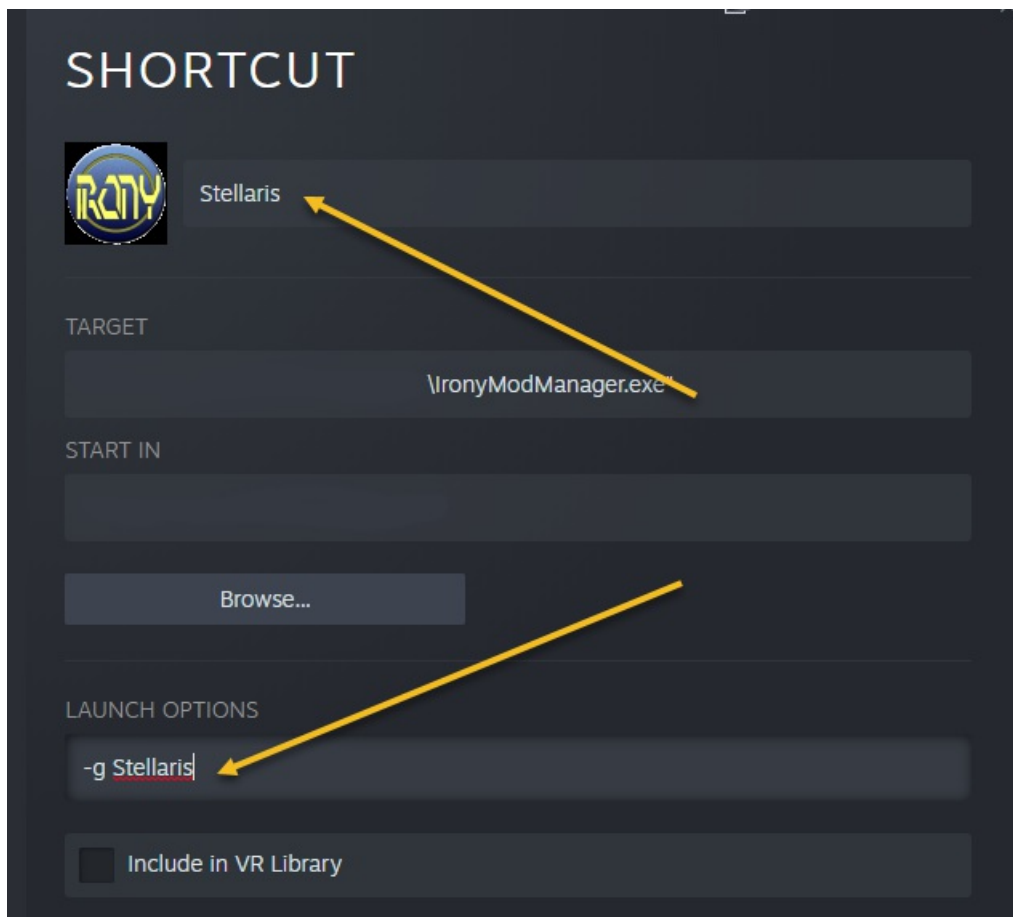 SHORTCUT
IRONY
Stellaris
TARGET
\IronyModManager.exe"
START IN
Browse...
LAUNCH OPTIONS
-g Stellaris
Include in VR Library